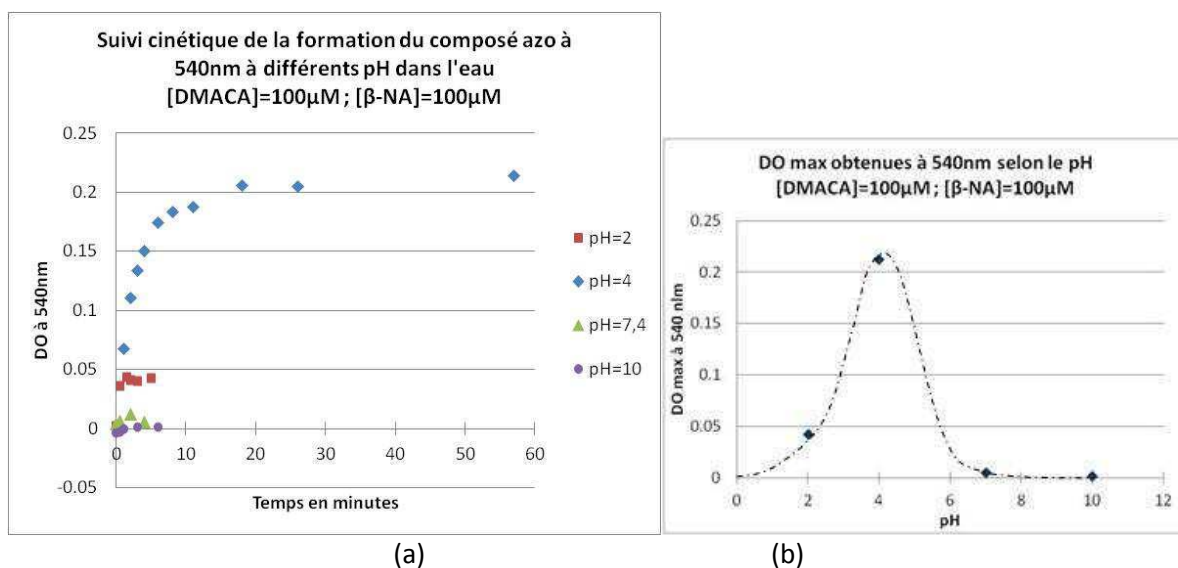 Suivi cinétique de la formation du composé azo à
540nm à différents pH dans l'eau
[DMACA]=100µM ; [β-NA]=100µM
DO à 540nm
0.25
0.2
0.15
0.1
0.05
0
-0.05
0
10
20
30
40
50
60
Temps en minutes
pH=2
pH=4
pH=7,4
pH=10
(a)
DO max obtenues à 540nm selon le pH
[DMACA]=100µM ; [β-NA]=100µM
DO max à 540 nlm
0.25
0.2
0.15
0.1
0.05
0
0
2
4
6
8
10
12
pH
(b)